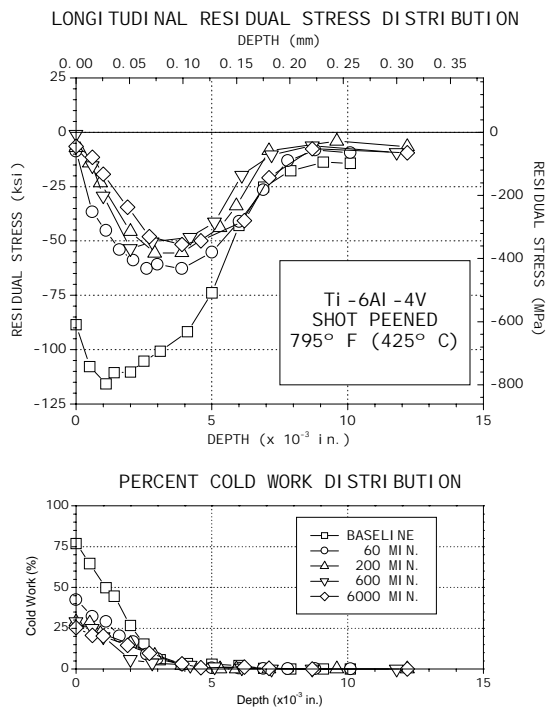 LONGITUDINAL RESIDUAL STRESS DISTRIBUTION
DEPTH (mm)
0.00 0.05 0.10 0.15 0.20 0.25 0.30 0.35
25
0
-25
-50
-75
-100
-125
RESIDUAL STRESS (ksi)
0
-200
-400
-600
-800
RESIDUAL STRESS (MPa)
Ti-6Al-4V
SHOT PEENED
795° F (425° C)
0 5 10 15
DEPTH (x 10⁻³ in.)
PERCENT COLD WORK DISTRIBUTION
100
75
50
25
0
Cold Work (%)
BASELINE
60 MIN.
200 MIN.
600 MIN.
6000 MIN.
0 5 10 15
Depth (x10⁻³ in.)